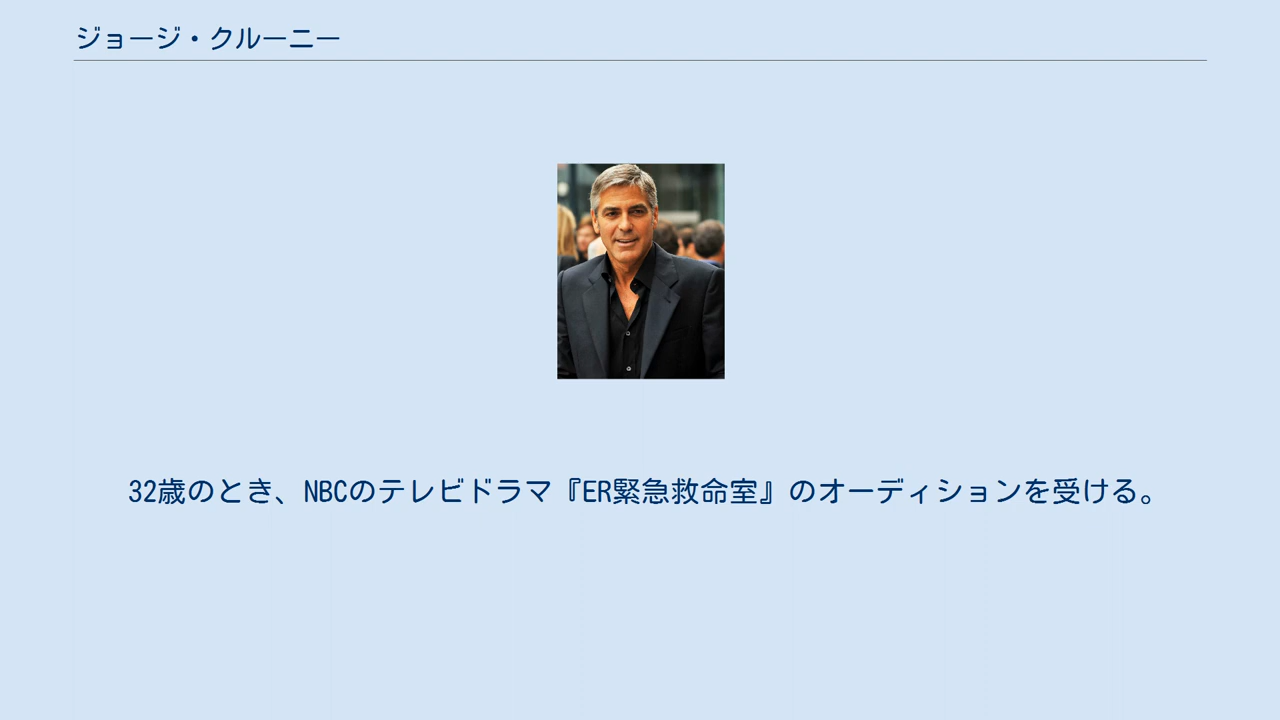 ジョージ・クルーニー
32歳のとき、NBCのテレビドラマ『ER緊急救命室』のオーディションを受ける。